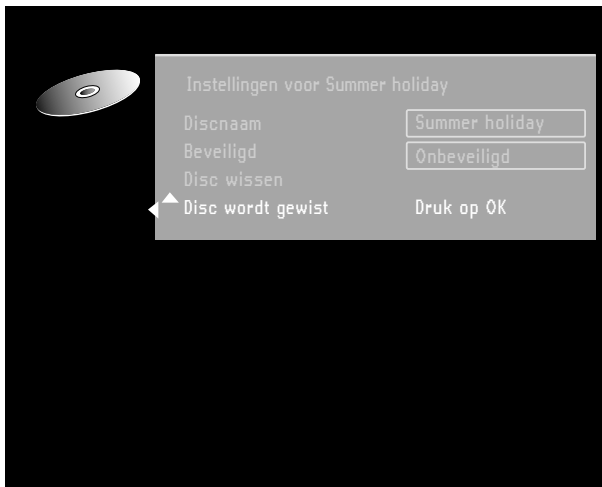 Instellingen voor Summer holiday
Discnaam Summer holiday
Beveiligd Onbeveiligd
Disc wissen
Disc wordt gewist Druk op OK